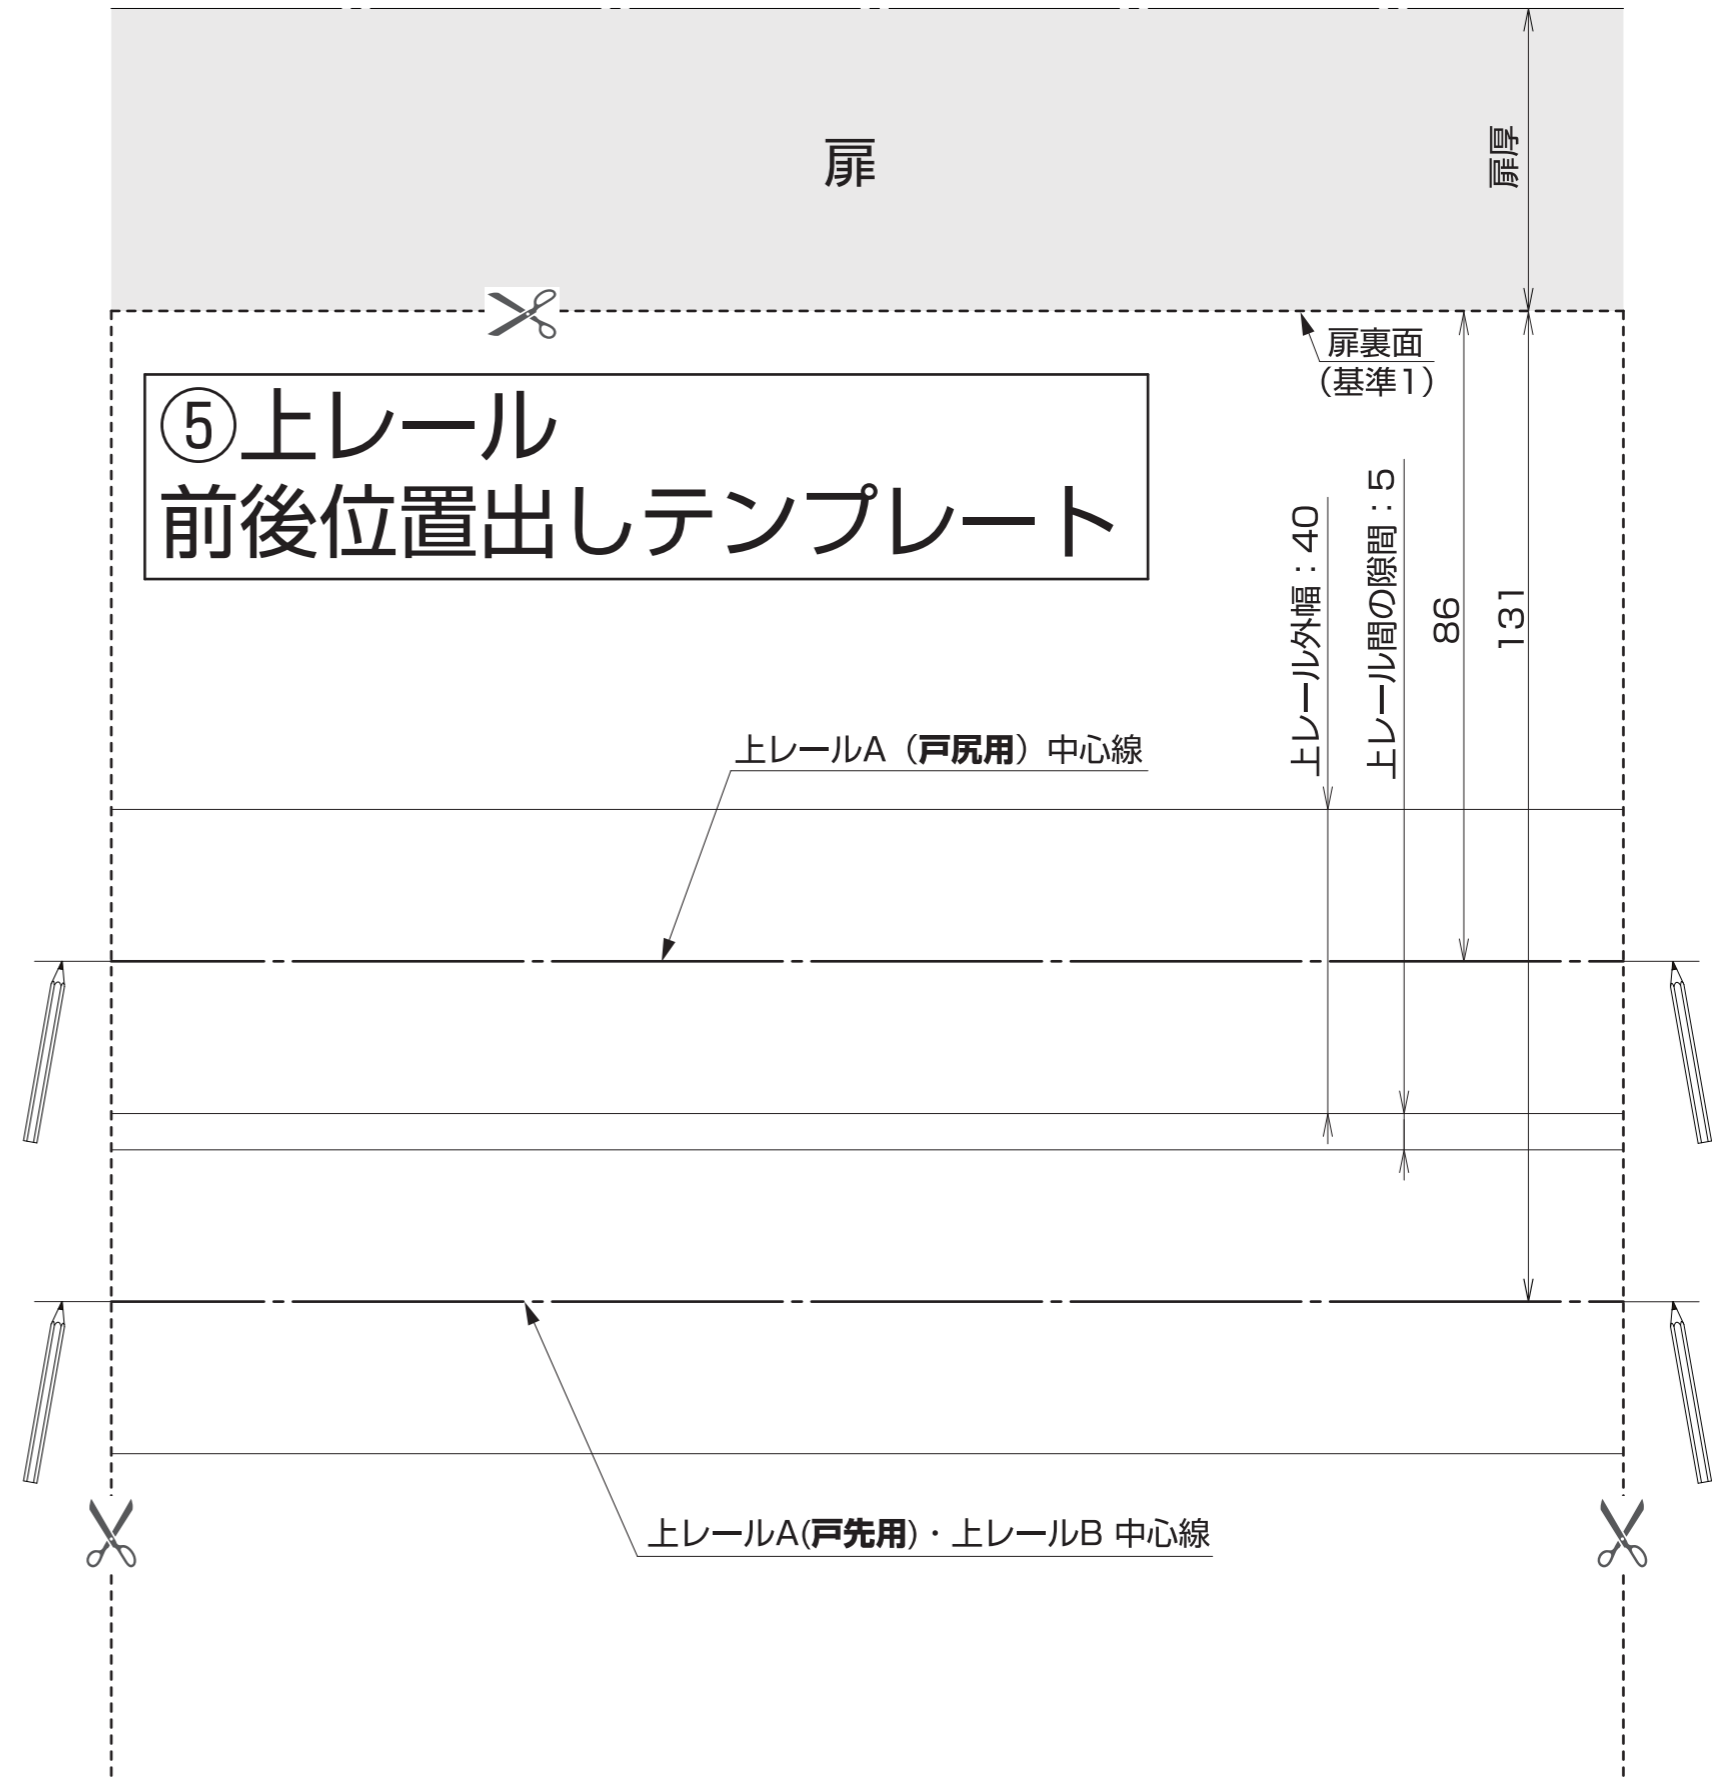 扉
扉厚
扉裏面
(基準1)
⑤上レール
前後位置出しテンプレート
上レール外幅：40
上レール間の隙間：5
86
131
上レールA（戸尻用）中心線
上レールA(戸先用)・上レールB 中心線